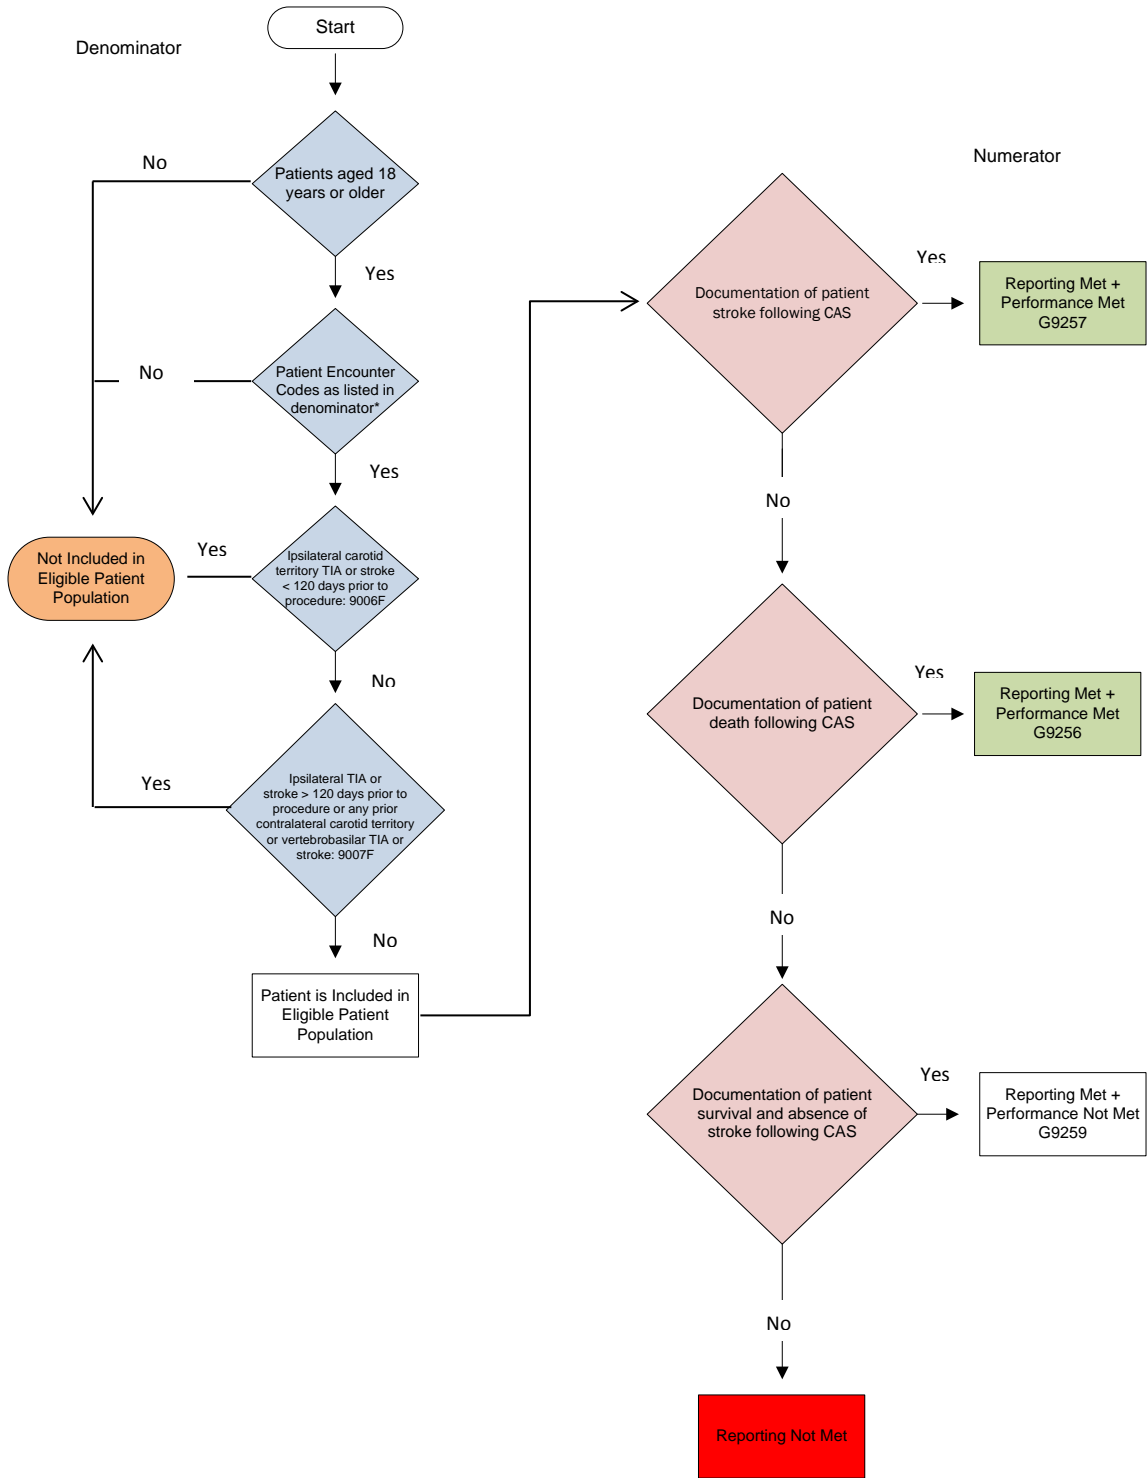 Start
Denominator
Patients aged 18
years or older
No
Yes
Patient Encounter
Codes as listed in
denominator*
No
Yes
Ipsilateral carotid
territory TIA or stroke
< 120 days prior to
procedure: 9006F
Yes
Not Included in
Eligible Patient
Population
No
Ipsilateral TIA or
stroke > 120 days prior to
procedure or any prior
contralateral carotid territory
or vertebrobasilar TIA or
stroke: 9007F
Yes
No
Patient is Included in
Eligible Patient
Population
Numerator
Documentation of patient
stroke following CAS
Yes
Reporting Met +
Performance Met
G9257
No
Documentation of patient
death following CAS
Yes
Reporting Met +
Performance Met
G9256
No
Documentation of patient
survival and absence of
stroke following CAS
Yes
Reporting Met +
Performance Not Met
G9259
No
Reporting Not Met